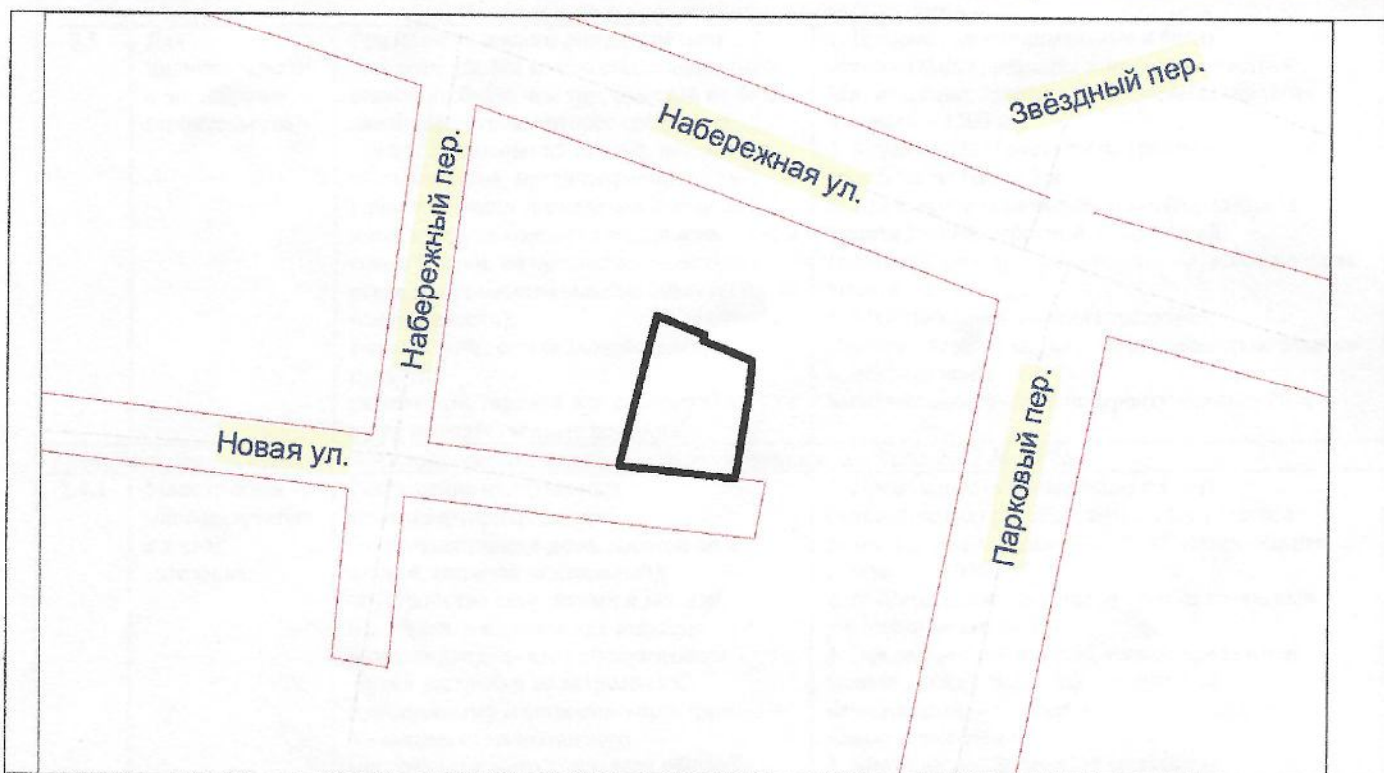 Звёздный пер.
Набережная ул.
Набережный пер.
Новая ул.
Парковый пер.